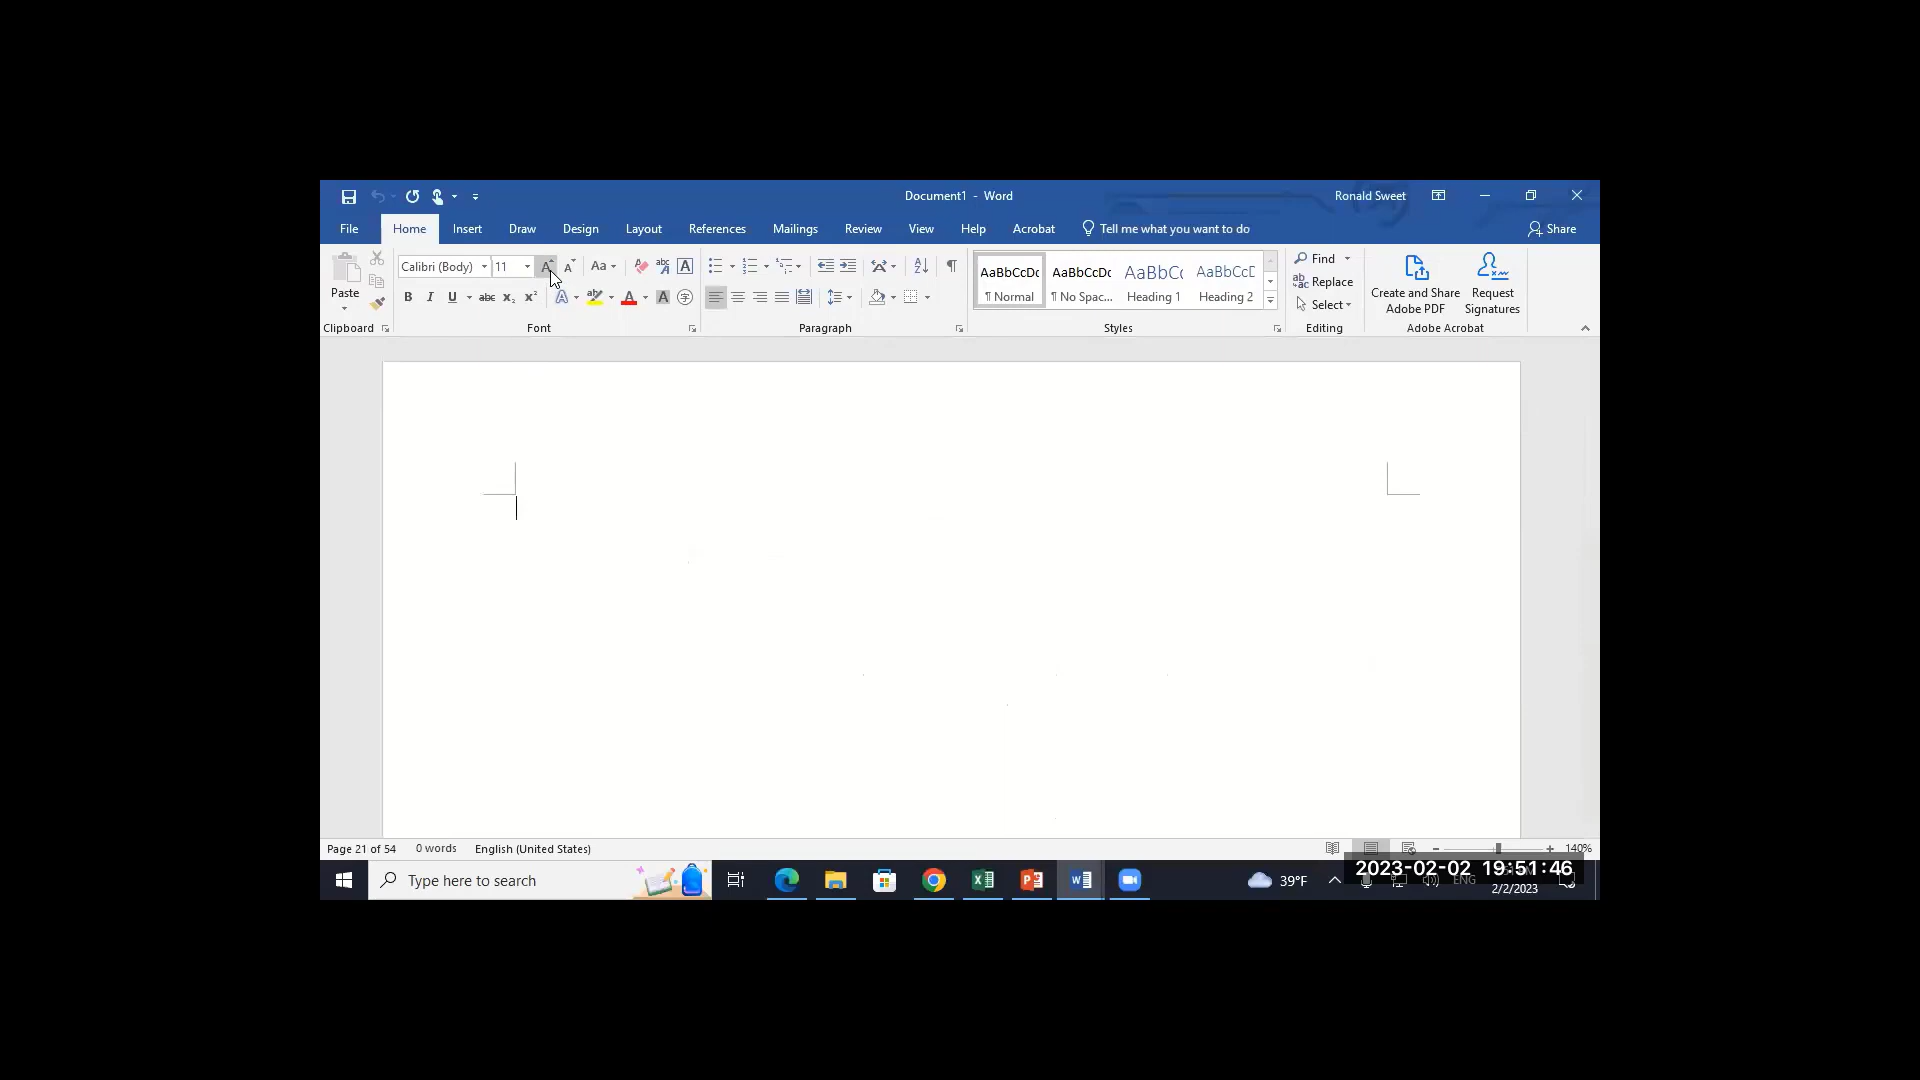 Document1 - Word
Ronald Sweet
File Home Insert Draw Design Layout References Mailings Review View Help Acrobat Tell me what you want to do Share
Calibri (Body) 11 Aa
AaBbCcDc AaBbCcDc AaBbCc AaBbCcD
Find
Replace
Select
Paste
B I U abc X₂ X²
¶ Normal ¶ No Spac... Heading 1 Heading 2
Create and Share
Adobe PDF
Request
Signatures
Clipboard Font Paragraph Styles Editing Adobe Acrobat
Page 21 of 54 0 words English (United States) 140%
Type here to search
39°F
ENG
2023-02-02 19:51:46
2/2/2023